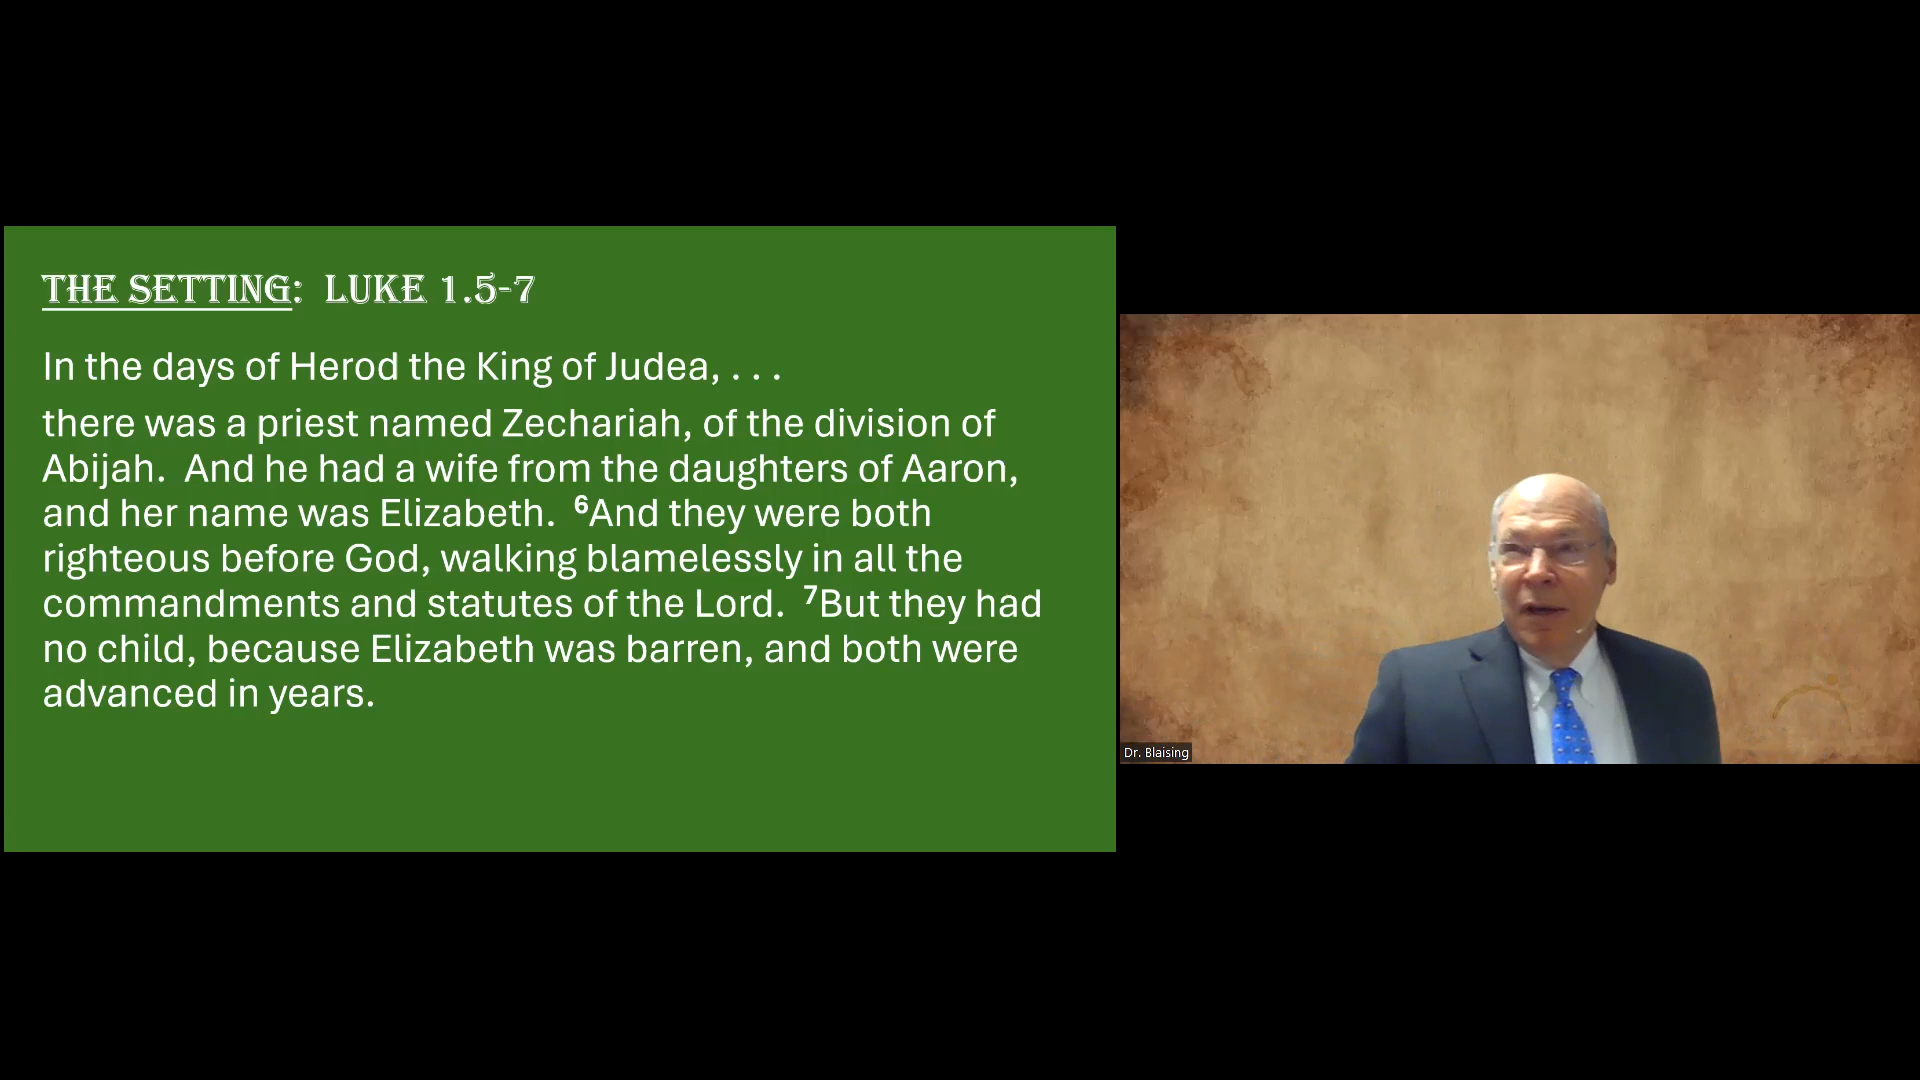 THE SETTING:  LUKE 1.5-7
In the days of Herod the King of Judea, . . .
there was a priest named Zechariah, of the division of
Abijah.  And he had a wife from the daughters of Aaron,
and her name was Elizabeth.  ⁶And they were both
righteous before God, walking blamelessly in all the
commandments and statutes of the Lord.  ⁷But they had
no child, because Elizabeth was barren, and both were
advanced in years.
Dr. Blaising